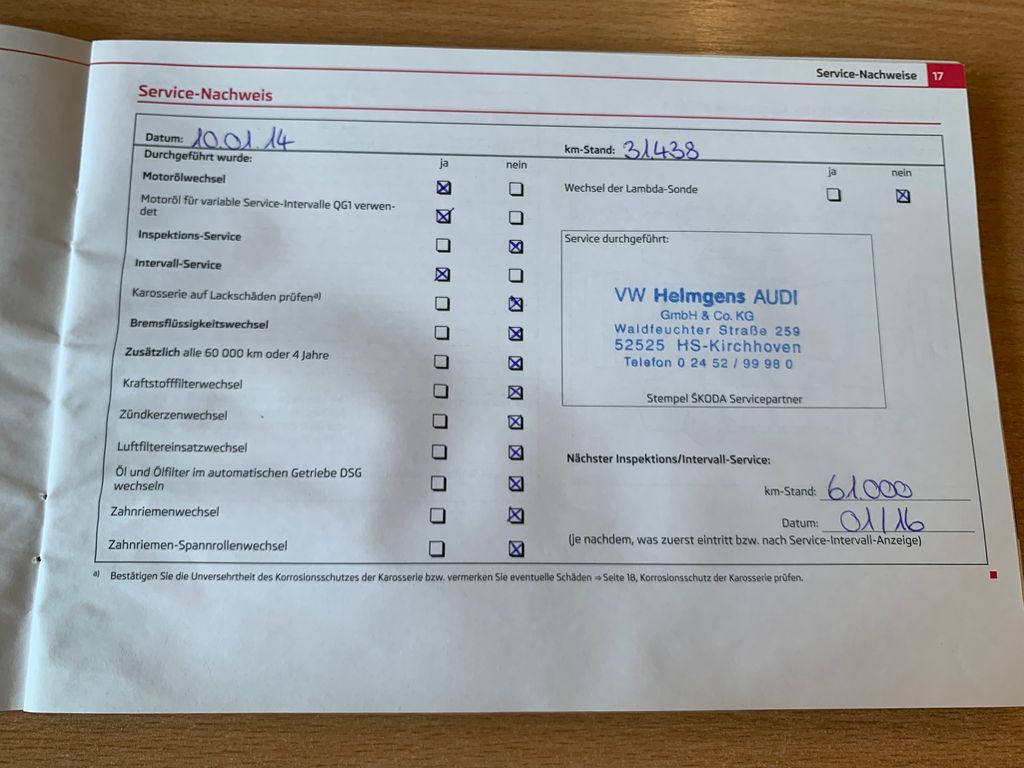 Service-Nachweise 17
Service-Nachweis
Datum: 10.01.14
km-Stand: 31.438
Durchgeführt wurde:
ja nein
ja nein
Motorölwechsel
Wechsel der Lambda-Sonde
Motoröl für variable Service-Intervalle QG1 verwen-
det
Inspektions-Service
Intervall-Service
Karosserie auf Lackschäden prüfena)
Bremsflüssigkeitswechsel
Zusätzlich alle 60 000 km oder 4 Jahre
Kraftstofffilterwechsel
Zündkerzenwechsel
Luftfiltereinsatzwechsel
Öl und Ölfilter im automatischen Getriebe DSG
wechseln
Zahnriemenwechsel
Zahnriemen-Spannrollenwechsel
Service durchgeführt:
VW Helmgens AUDI
GmbH & Co. KG
Waldfeuchter Straße 259
52525 HS-Kirchhoven
Telefon 0 24 52 / 99 98 0
Stempel ŠKODA Servicepartner
Nächster Inspektions/Intervall-Service:
km-Stand: 61.000
Datum: 01/16
(je nachdem, was zuerst eintritt bzw. nach Service-Intervall-Anzeige)
a) Bestätigen Sie die Unversehrtheit des Korrosionsschutzes der Karosserie bzw. vermerken Sie eventuelle Schäden ⇒ Seite 18, Korrosionsschutz der Karosserie prüfen.